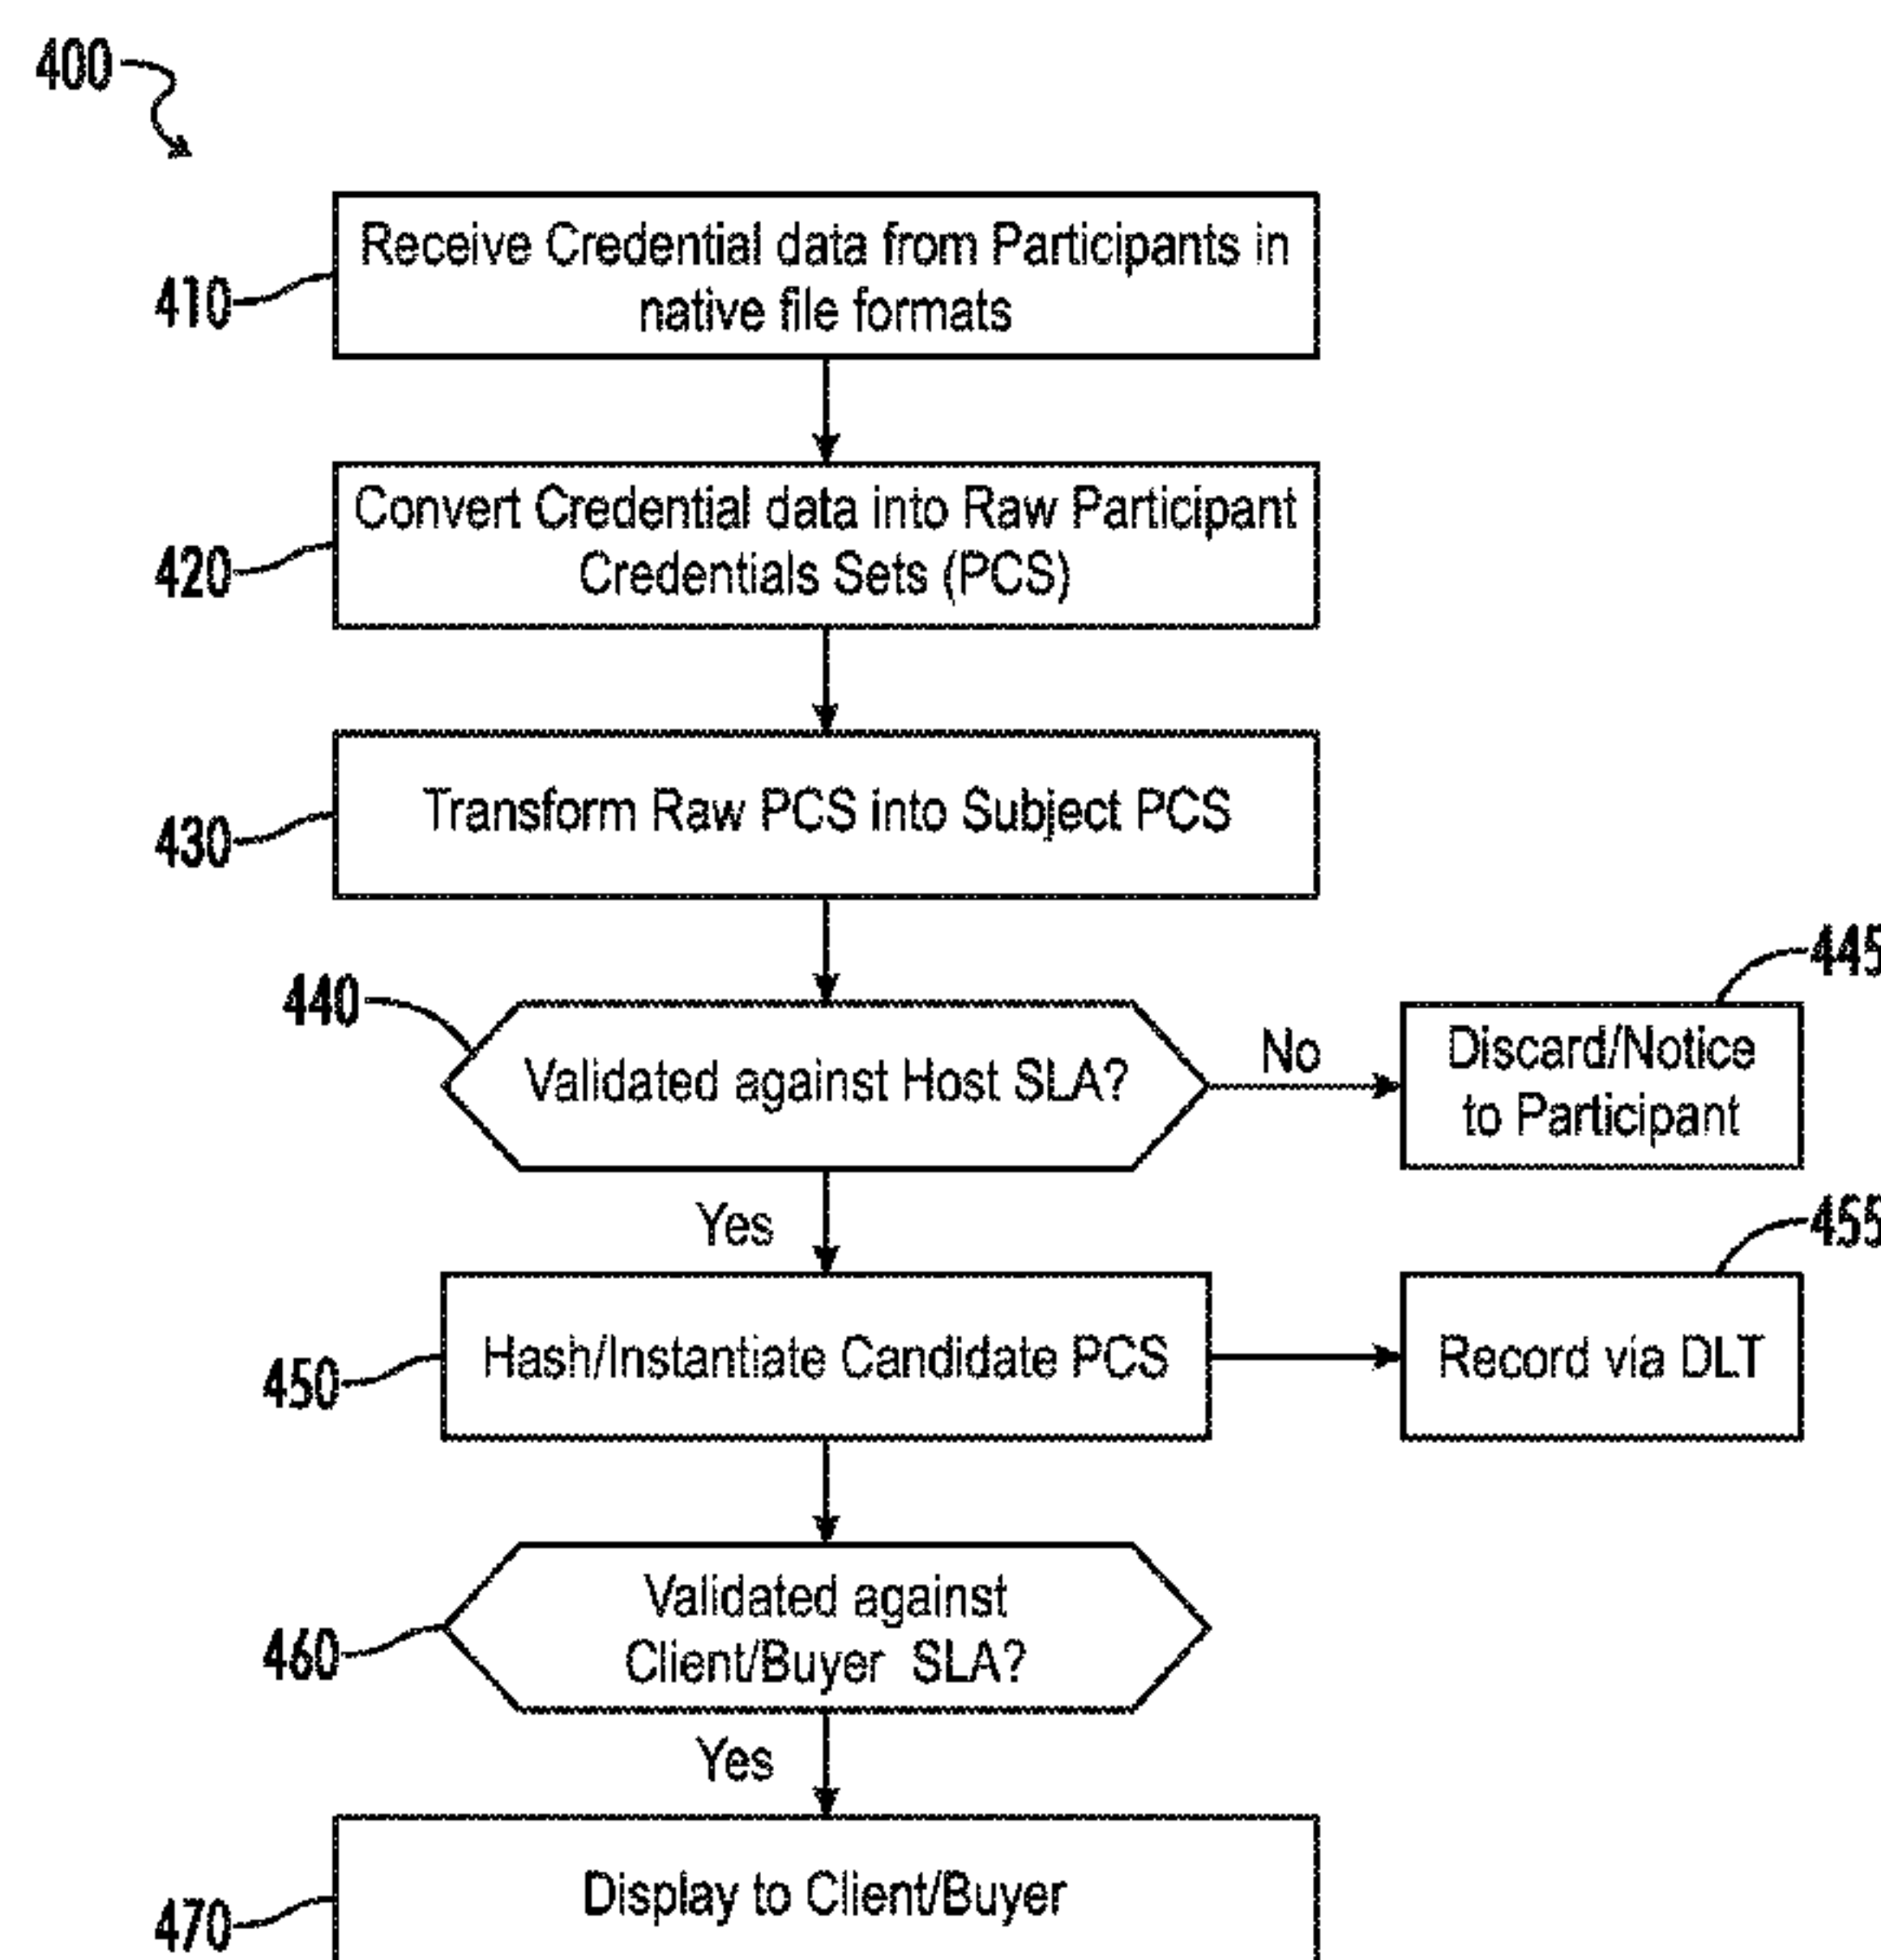 400
Receive Credential data from Participants in
native file formats
410
Convert Credential data into Raw Participant
Credentials Sets (PCS)
420
Transform Raw PCS into Subject PCS
430
445
440
Validated against Host SLA?
No
Discard/Notice
to Participant
Yes
455
Hash/Instantiate Candidate PCS
Record via DLT
450
Validated against
Client/Buyer SLA?
460
Yes
Display to Client/Buyer
470